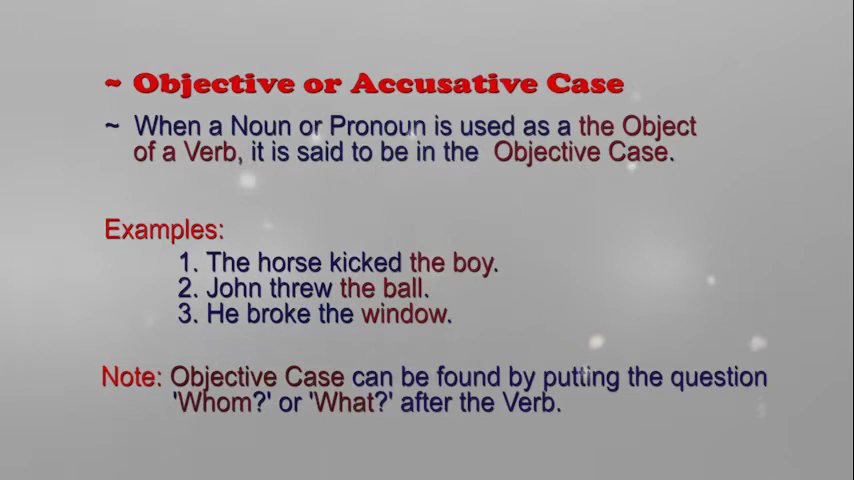 ~ Objective or Accusative Case
~ When a Noun or Pronoun is used as a the Object
of a Verb, it is said to be in the Objective Case.
Examples:
1. The horse kicked the boy.
2. John threw the ball.
3. He broke the window.
Note: Objective Case can be found by putting the question
'Whom?' or 'What?' after the Verb.